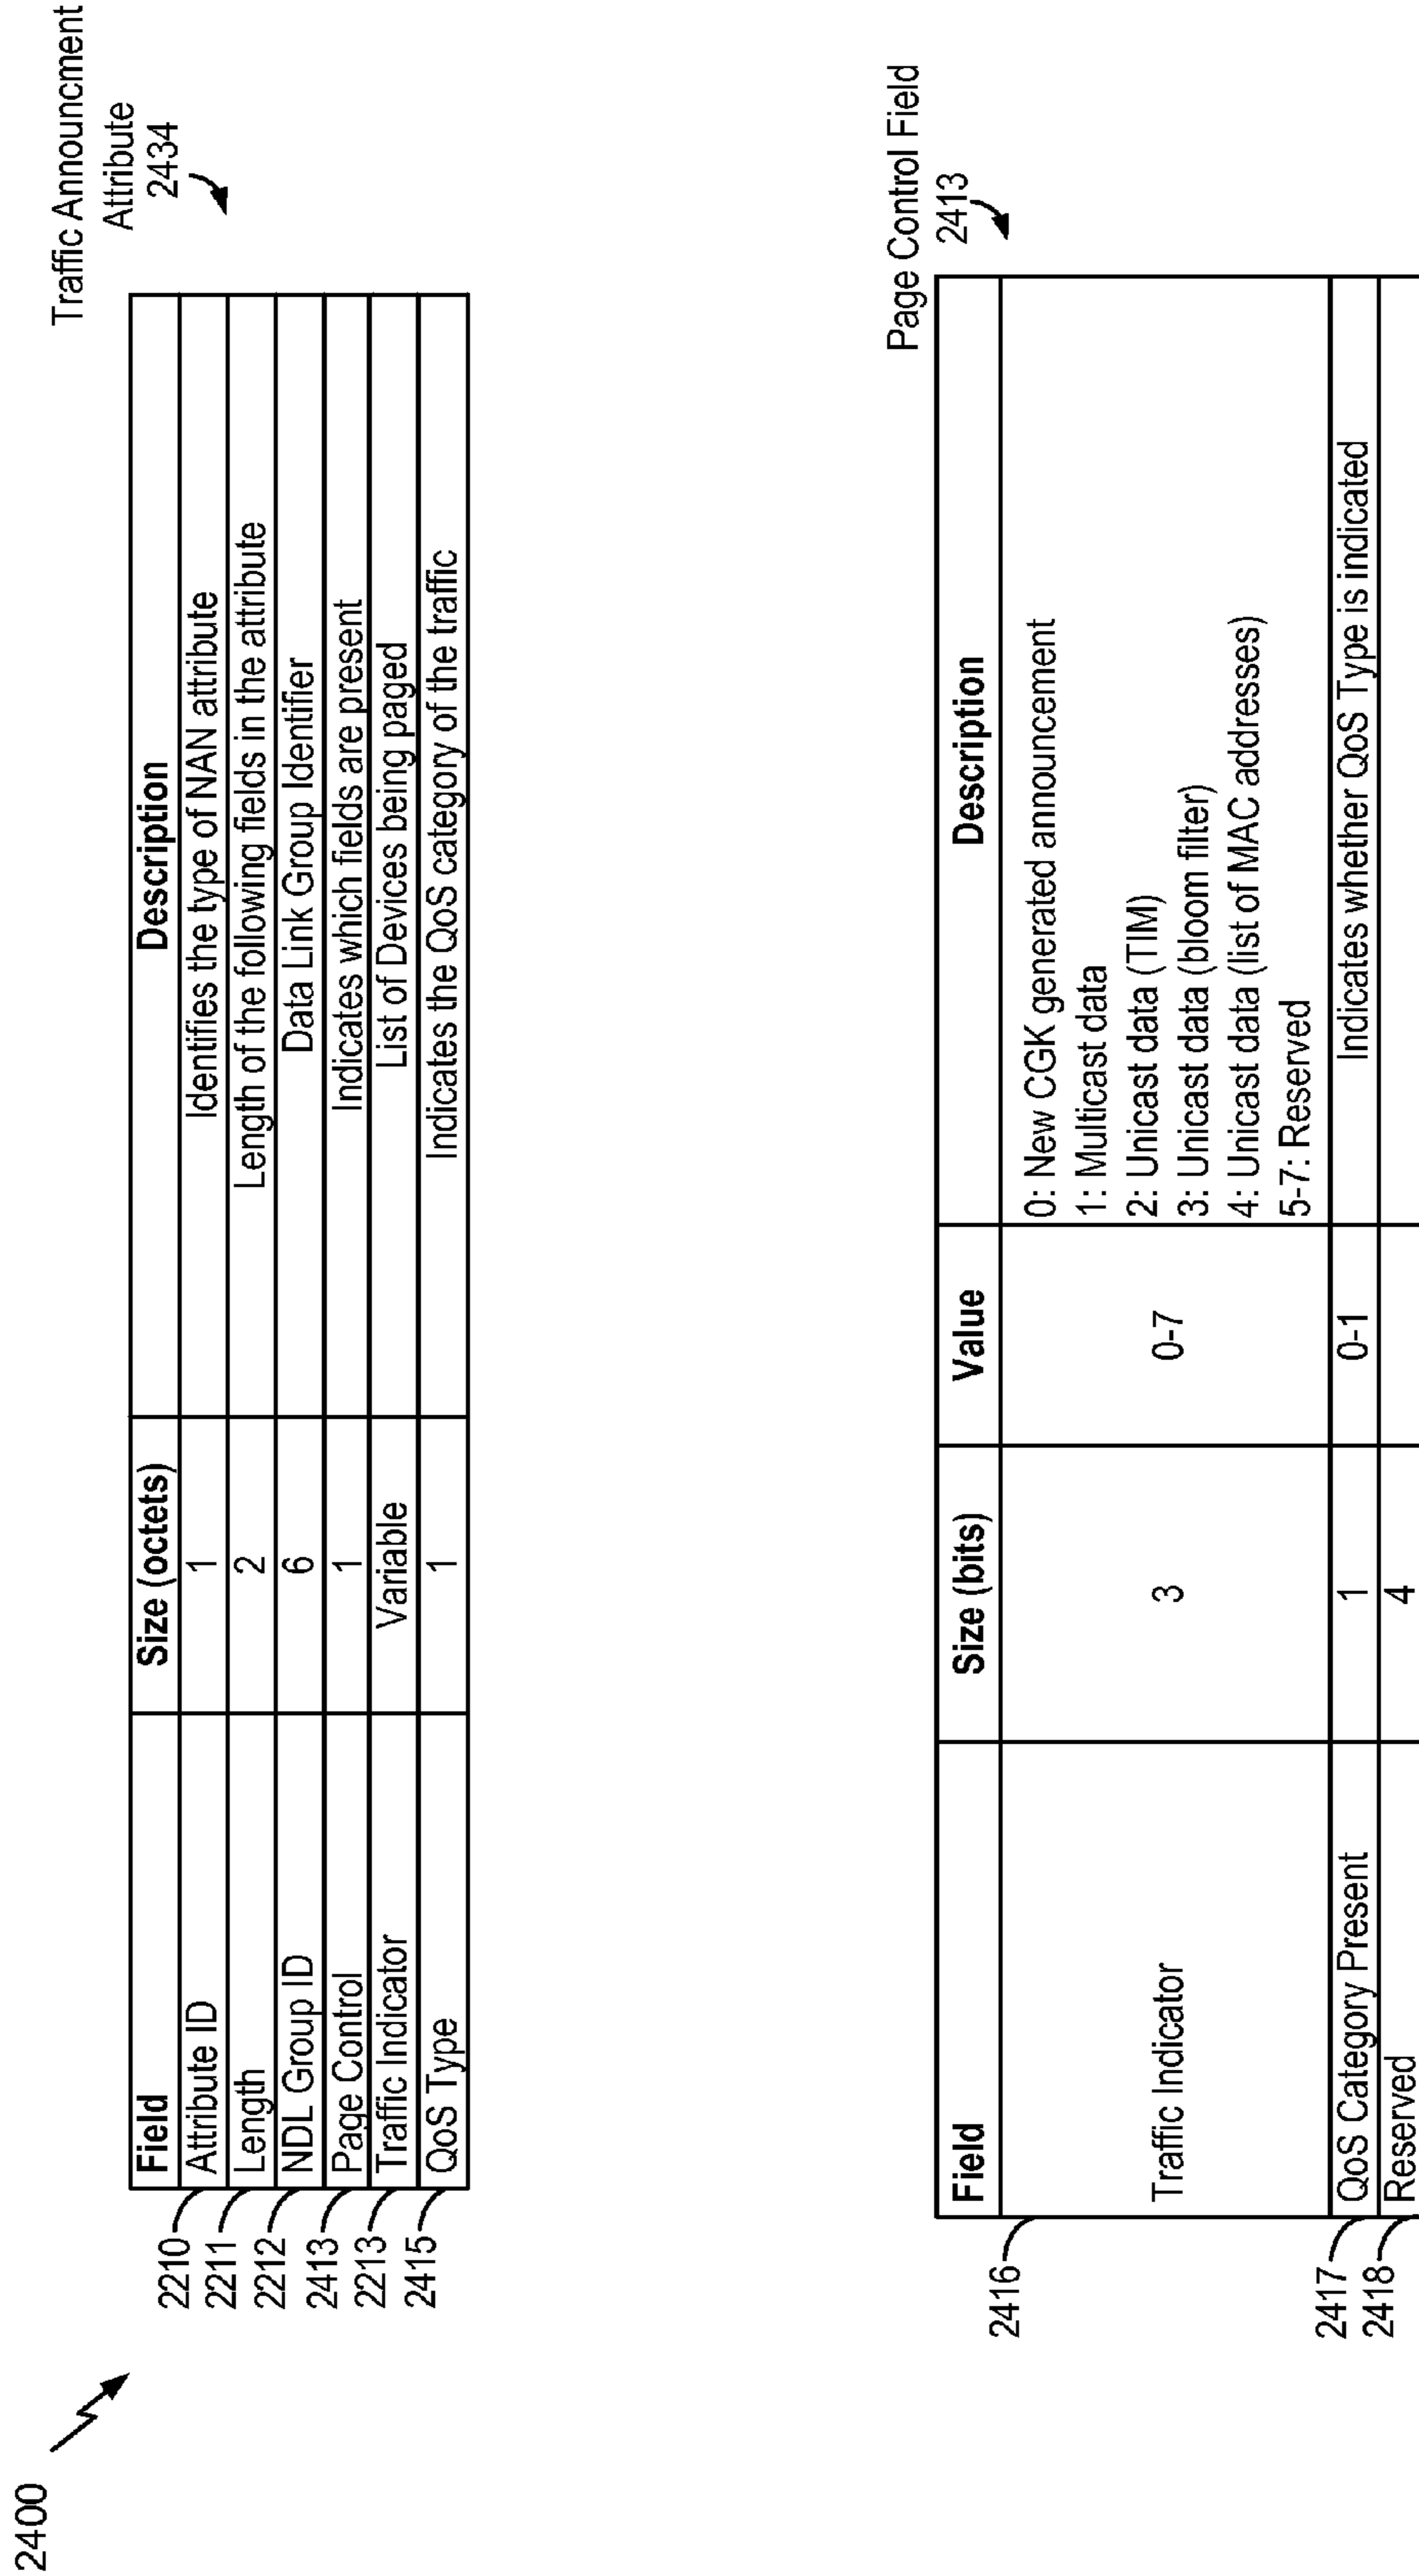 2400
Traffic Announcment
Attribute
2434
Field Size (octets) Description
2210 Attribute ID 1 Identifies the type of NAN attribute
2211 Length 2 Length of the following fields in the attribute
2212 NDL Group ID 6 Data Link Group Identifier
2413 Page Control 1 Indicates which fields are present
2213 Traffic Indicator Variable List of Devices being paged
2415 QoS Type 1 Indicates the QoS category of the traffic
Page Control Field
2413
Field Size (bits) Value Description
2416 Traffic Indicator 3 0-7
0: New CGK generated announcement
1: Multicast data
2: Unicast data (TIM)
3: Unicast data (bloom filter)
4: Unicast data (list of MAC addresses)
5-7: Reserved
2417 QoS Category Present 1 0-1 Indicates whether QoS Type is indicated
2418 Reserved 4